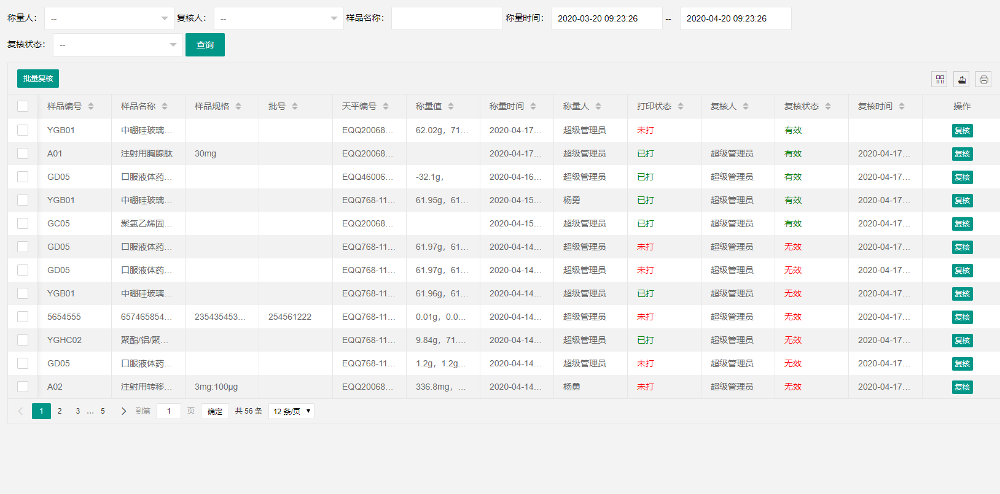 称量人： -- 复核人： -- 样品名称： 称量时间： 2020-03-20 09:23:26 -- 2020-04-20 09:23:26
复核状态： -- 查询
批量复核
样品编号 样品名称 样品规格 批号 天平编号 称量值 称量时间 称量人 打印状态 复核人 复核状态 复核时间 操作
YGB01 中硼硅玻璃... EQQ20068... 62.02g，71... 2020-04-17... 超级管理员 未打 有效 复核
A01 注射用胸腺肽 30mg EQQ20068... 2020-04-17... 超级管理员 已打 超级管理员 有效 2020-04-17... 复核
GD05 口服液体药... EQQ46006... -32.1g， 2020-04-16... 超级管理员 已打 超级管理员 有效 2020-04-17... 复核
YGB01 中硼硅玻璃... EQQ768-11... 61.95g，61... 2020-04-15... 杨勇 已打 超级管理员 有效 2020-04-17... 复核
GC05 聚氯乙烯固... EQQ20068... 2020-04-15... 超级管理员 已打 超级管理员 有效 2020-04-17... 复核
GD05 口服液体药... EQQ768-11... 61.97g，61... 2020-04-14... 超级管理员 未打 超级管理员 无效 2020-04-17... 复核
GD05 口服液体药... EQQ768-11... 61.97g，61... 2020-04-14... 超级管理员 未打 超级管理员 无效 2020-04-17... 复核
YGB01 中硼硅玻璃... EQQ768-11... 61.96g，61... 2020-04-14... 超级管理员 已打 超级管理员 无效 2020-04-17... 复核
5654555 657465854... 235435453... 254561222 EQQ768-11... 0.01g，0.0... 2020-04-14... 超级管理员 未打 超级管理员 无效 2020-04-17... 复核
YGHC02 聚酯/铝/聚... EQQ768-11... 9.84g，71.... 2020-04-14... 超级管理员 已打 超级管理员 无效 2020-04-17... 复核
GD05 口服液体药... EQQ768-11... 1.2g，1.2g... 2020-04-14... 超级管理员 未打 超级管理员 无效 2020-04-17... 复核
A02 注射用转移... 3mg:100μg EQQ20068... 336.8mg，... 2020-04-14... 杨勇 未打 超级管理员 无效 2020-04-17... 复核
1 2 3 ... 5 到第 1 页 确定 共 56 条 12 条/页